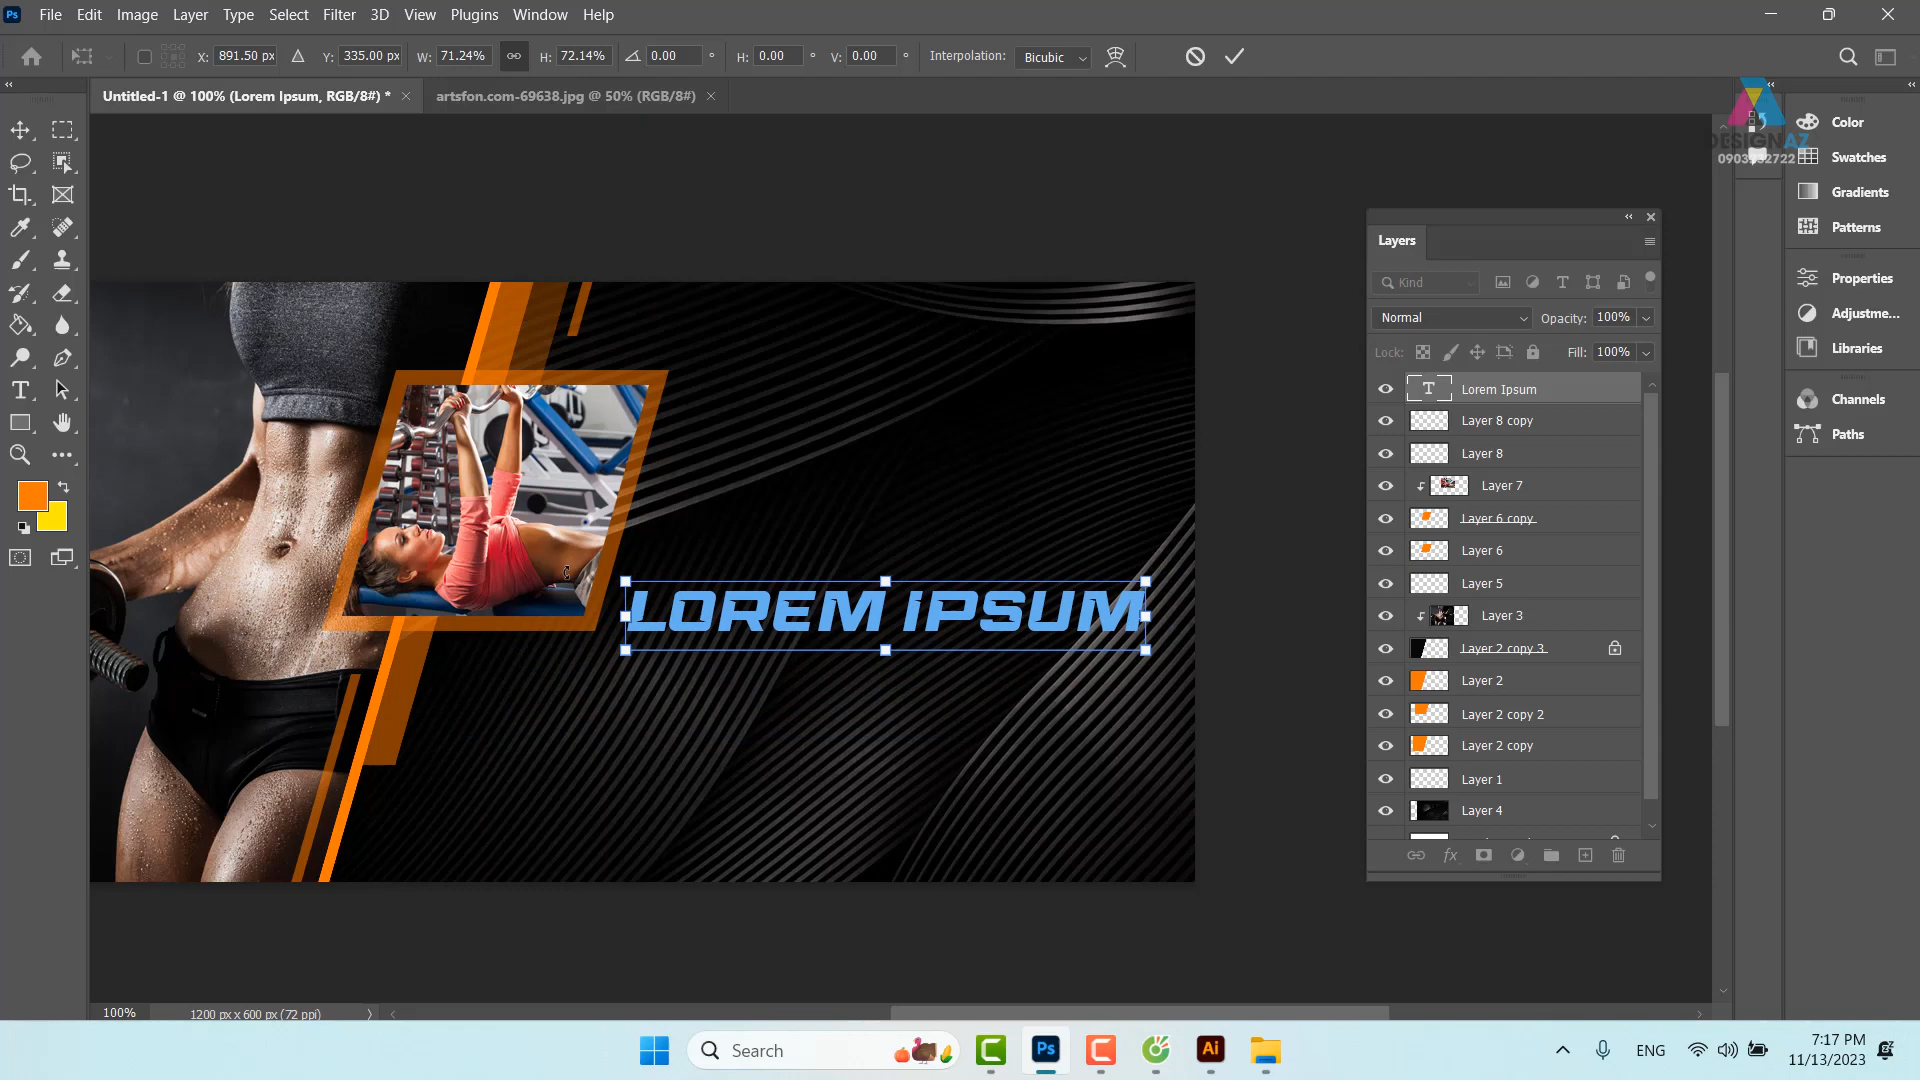 Ps File Edit Image Layer Type Select Filter 3D View Plugins Window Help
X: 891.50 px Y: 335.00 px W: 71.24% H: 72.14% 0.00 ° H: 0.00 ° V: 0.00 ° Interpolation: Bicubic
Untitled-1 @ 100% (Lorem Ipsum, RGB/8#) * × artsfon.com-69638.jpg @ 50% (RGB/8#) ×
DESIGNAZ
Color
Swatches
Gradients
Patterns
Properties
Adjustme...
Libraries
Channels
Paths
Layers
Kind
Normal Opacity: 100%
Lock: Fill: 100%
T Lorem Ipsum
Layer 8 copy
Layer 8
Layer 7
Layer 6 copy
Layer 6
Layer 5
Layer 3
Layer 2 copy 3
Layer 2
Layer 2 copy 2
Layer 2 copy
Layer 1
Layer 4
fx
LOREM IPSUM
100% 1200 px x 600 px (72 ppi)
Search
Ps
Ai
ENG
7:17 PM
11/13/2023